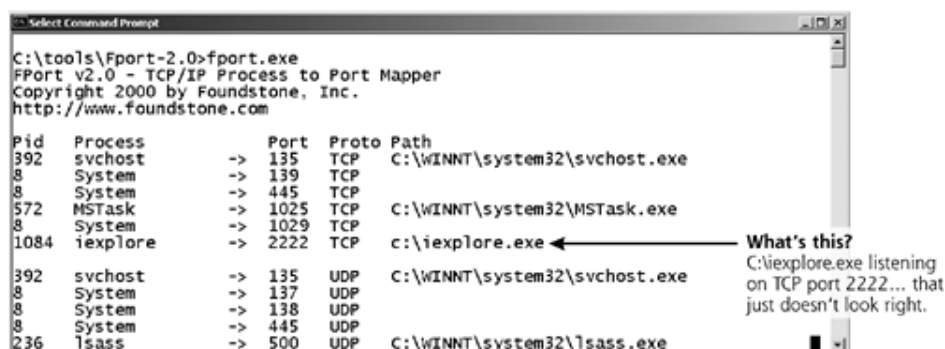 Select Command Prompt
C:\tools\Fport-2.0>fport.exe
FPort v2.0 - TCP/IP Process to Port Mapper
Copyright 2000 by Foundstone, Inc.
http://www.foundstone.com
Pid Process Port Proto Path
392 svchost -> 135 TCP C:\WINNT\system32\svchost.exe
8 System -> 139 TCP
8 System -> 445 TCP
572 MSTask -> 1025 TCP C:\WINNT\system32\MSTask.exe
8 System -> 1029 TCP
1084 iexplore -> 2222 TCP c:\iexplore.exe
What's this?
C:\iexplore.exe listening
on TCP port 2222... that
just doesn't look right.
392 svchost -> 135 UDP C:\WINNT\system32\svchost.exe
8 System -> 137 UDP
8 System -> 138 UDP
8 System -> 445 UDP
236 lsass -> 500 UDP C:\WINNT\system32\lsass.exe